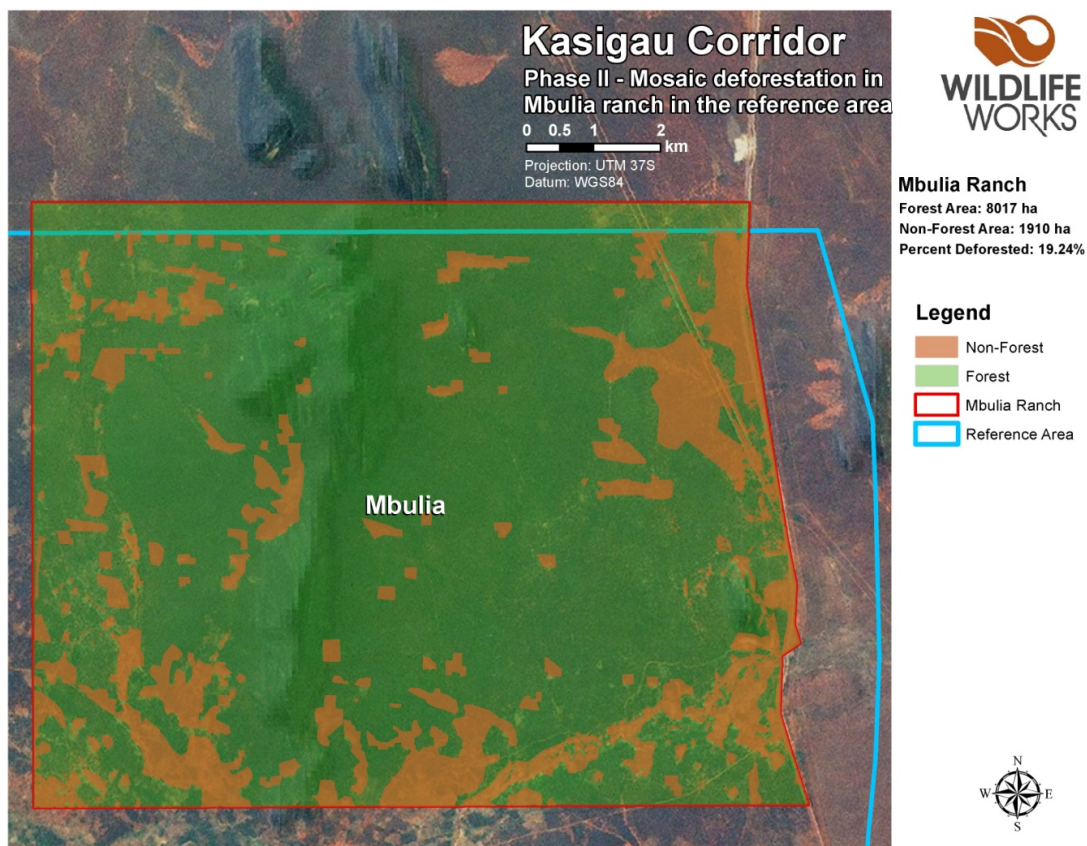 Kasigau Corridor
Phase II - Mosaic deforestation in
Mbulia ranch in the reference area
0 0.5 1 2
km
Projection: UTM 37S
Datum: WGS84
WILDLIFE
WORKS
Mbulia Ranch
Forest Area: 8017 ha
Non-Forest Area: 1910 ha
Percent Deforested: 19.24%
Legend
Non-Forest
Forest
Mbulia Ranch
Reference Area
Mbulia
N
W E
S